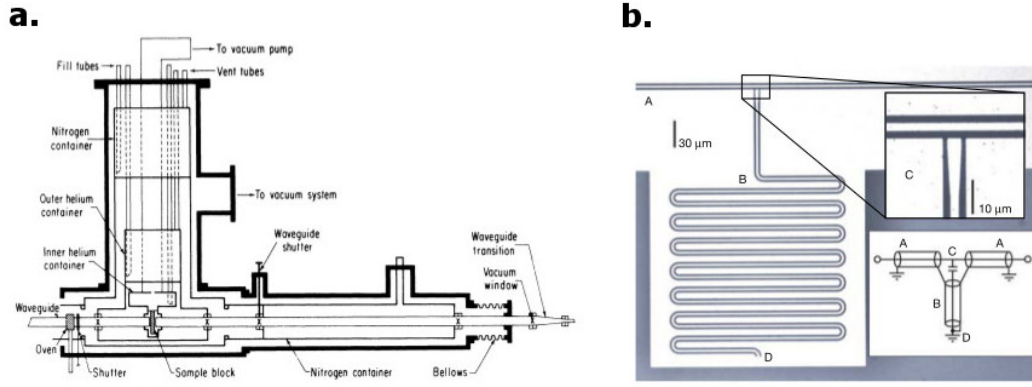 a.
To vacuum pump
Fill tubes
Vent tubes
Nitrogen
container
To vacuum system
Outer helium
container
Waveguide
shutter
Inner helium
container
Waveguide
transition
Vacuum
window
Waveguide
Oven
Shutter
Sample block
Nitrogen container
Bellows
b.
A
30 μm
B
C
10 μm
D
A
C
A
B
D